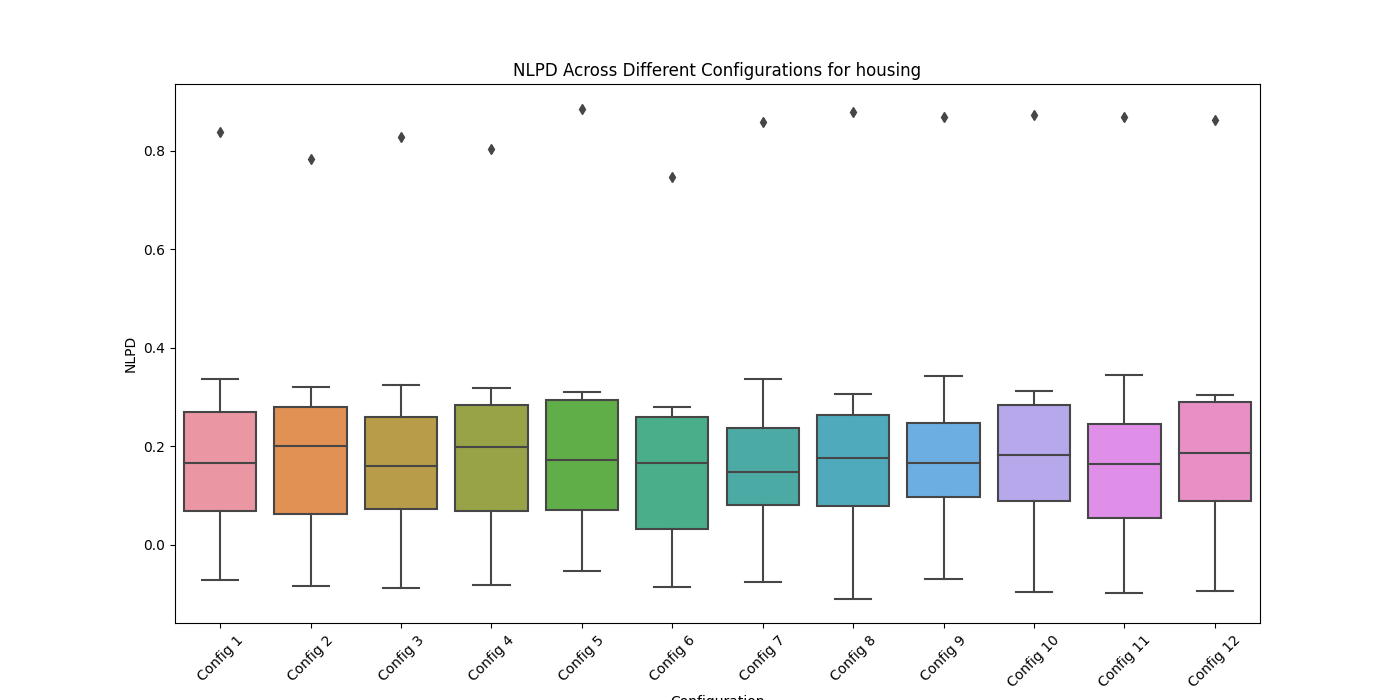 NLPD Across Different Configurations for housing
NLPD
0.8
0.6
0.4
0.2
0.0
Config 1
Config 2
Config 3
Config 4
Config 5
Config 6
Config 7
Config 8
Config 9
Config 10
Config 11
Config 12
Configuration